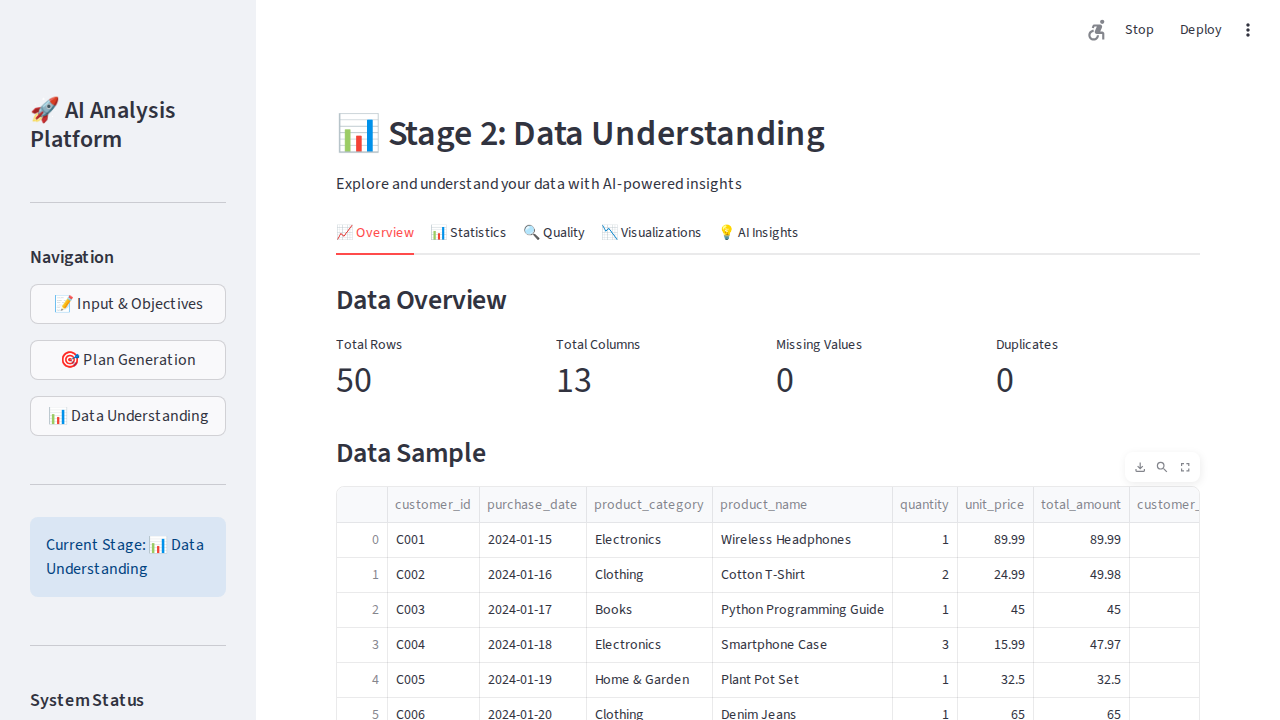 Stop
Deploy
🚀 AI Analysis
Platform
Navigation
📝 Input & Objectives
🎯 Plan Generation
📊 Data Understanding
Current Stage: 📊 Data
Understanding
System Status
📊 Stage 2: Data Understanding
Explore and understand your data with AI-powered insights
📈 Overview 📊 Statistics 🔍 Quality 📉 Visualizations 💡 AI Insights
Data Overview
Total Rows Total Columns Missing Values Duplicates
50 13 0 0
Data Sample
customer_id purchase_date product_category product_name quantity unit_price total_amount customer_
0 C001 2024-01-15 Electronics Wireless Headphones 1 89.99 89.99
1 C002 2024-01-16 Clothing Cotton T-Shirt 2 24.99 49.98
2 C003 2024-01-17 Books Python Programming Guide 1 45 45
3 C004 2024-01-18 Electronics Smartphone Case 3 15.99 47.97
4 C005 2024-01-19 Home & Garden Plant Pot Set 1 32.5 32.5
5 C006 2024-01-20 Clothing Denim Jeans 1 65 65